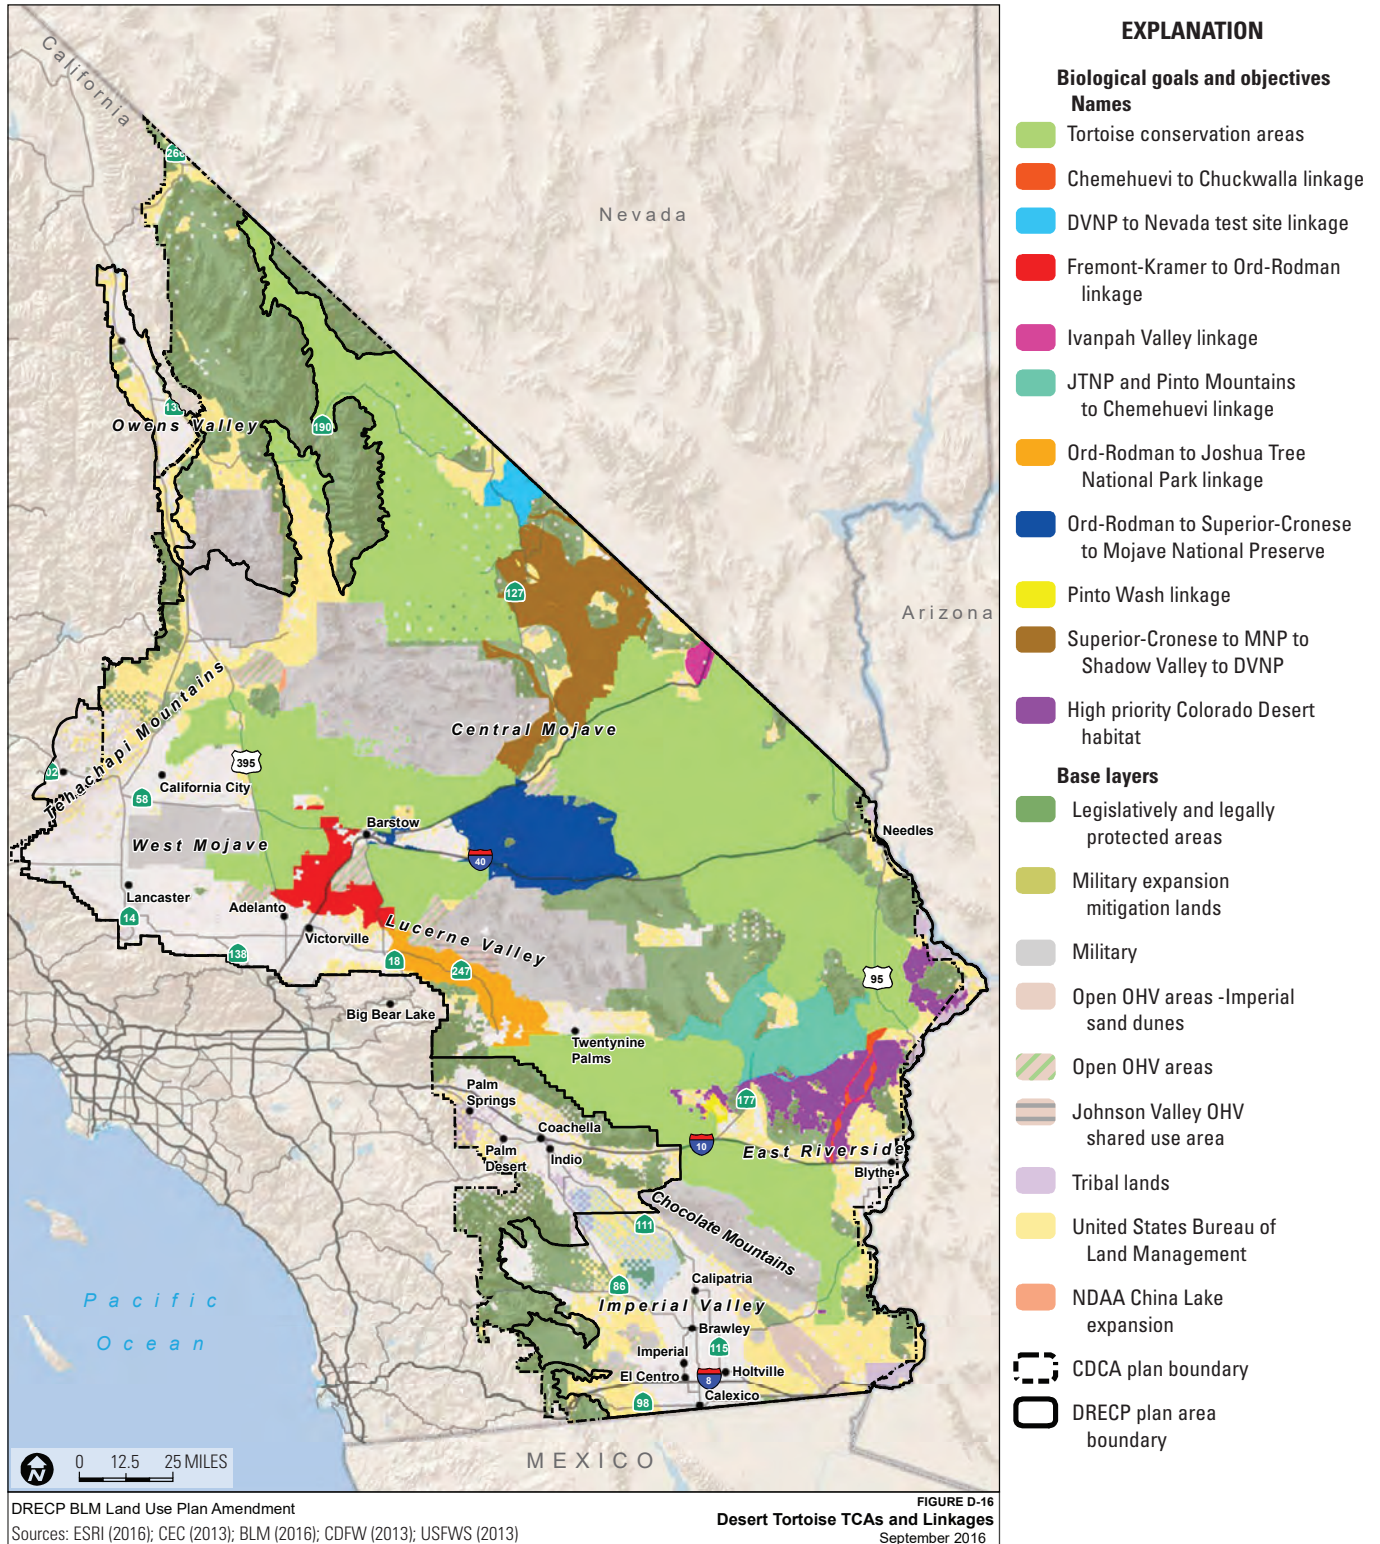 California
266
Nevada
136
Owens Valley
190
127
Arizona
Central Mojave
Tehachapi Mountains
395
California City
58
Barstow
Needles
West Mojave
40
Lancaster
14
Adelanto
Victorville
Lucerne Valley
138
18
247
95
Big Bear Lake
Twentynine
Palms
Palm
Springs
177
Coachella
10
East Riverside
Palm
Desert
Indio
Blythe
Chocolate Mountains
111
86
Calipatria
Imperial Valley
Brawley
115
Imperial
El Centro
8
Holtville
98
Calexico
Pacific
Ocean
MEXICO
N
0 12.5 25 MILES
EXPLANATION
Biological goals and objectives
Names
Tortoise conservation areas
Chemehuevi to Chuckwalla linkage
DVNP to Nevada test site linkage
Fremont-Kramer to Ord-Rodman
linkage
Ivanpah Valley linkage
JTNP and Pinto Mountains
to Chemehuevi linkage
Ord-Rodman to Joshua Tree
National Park linkage
Ord-Rodman to Superior-Cronese
to Mojave National Preserve
Pinto Wash linkage
Superior-Cronese to MNP to
Shadow Valley to DVNP
High priority Colorado Desert
habitat
Base layers
Legislatively and legally
protected areas
Military expansion
mitigation lands
Military
Open OHV areas -Imperial
sand dunes
Open OHV areas
Johnson Valley OHV
shared use area
Tribal lands
United States Bureau of
Land Management
NDAA China Lake
expansion
CDCA plan boundary
DRECP plan area
boundary
DRECP BLM Land Use Plan Amendment
Sources: ESRI (2016); CEC (2013); BLM (2016); CDFW (2013); USFWS (2013)
FIGURE D-16
Desert Tortoise TCAs and Linkages
September 2016